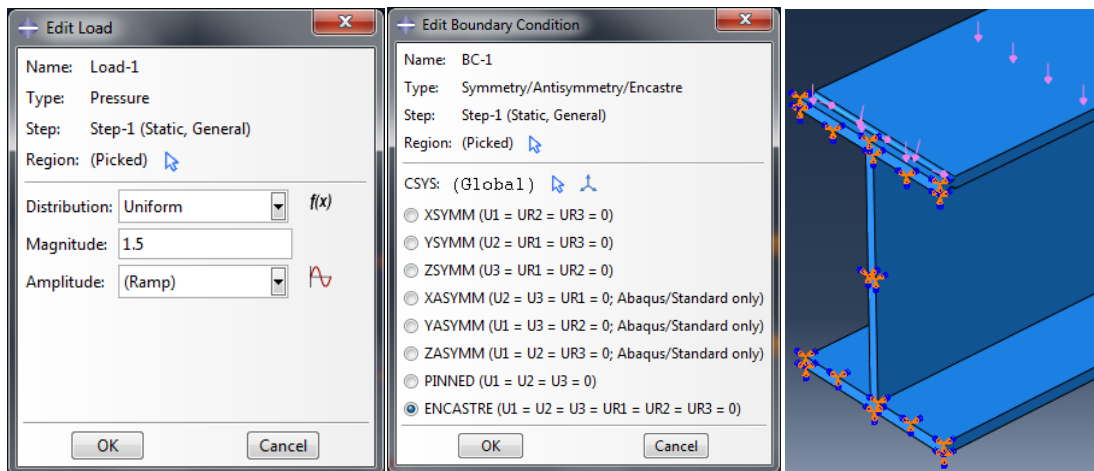 Edit Load
Name: Load-1
Type: Pressure
Step: Step-1 (Static, General)
Region: (Picked)
Distribution: Uniform f(x)
Magnitude: 1.5
Amplitude: (Ramp)
OK Cancel
Edit Boundary Condition
Name: BC-1
Type: Symmetry/Antisymmetry/Encastre
Step: Step-1 (Static, General)
Region: (Picked)
CSYS: (Global)
XSYMM (U1 = UR2 = UR3 = 0)
YSYMM (U2 = UR1 = UR3 = 0)
ZSYMM (U3 = UR1 = UR2 = 0)
XASYMM (U2 = U3 = UR1 = 0; Abaqus/Standard only)
YASYMM (U1 = U3 = UR2 = 0; Abaqus/Standard only)
ZASYMM (U1 = U2 = UR3 = 0; Abaqus/Standard only)
PINNED (U1 = U2 = U3 = 0)
ENCASTRE (U1 = U2 = U3 = UR1 = UR2 = UR3 = 0)
OK Cancel